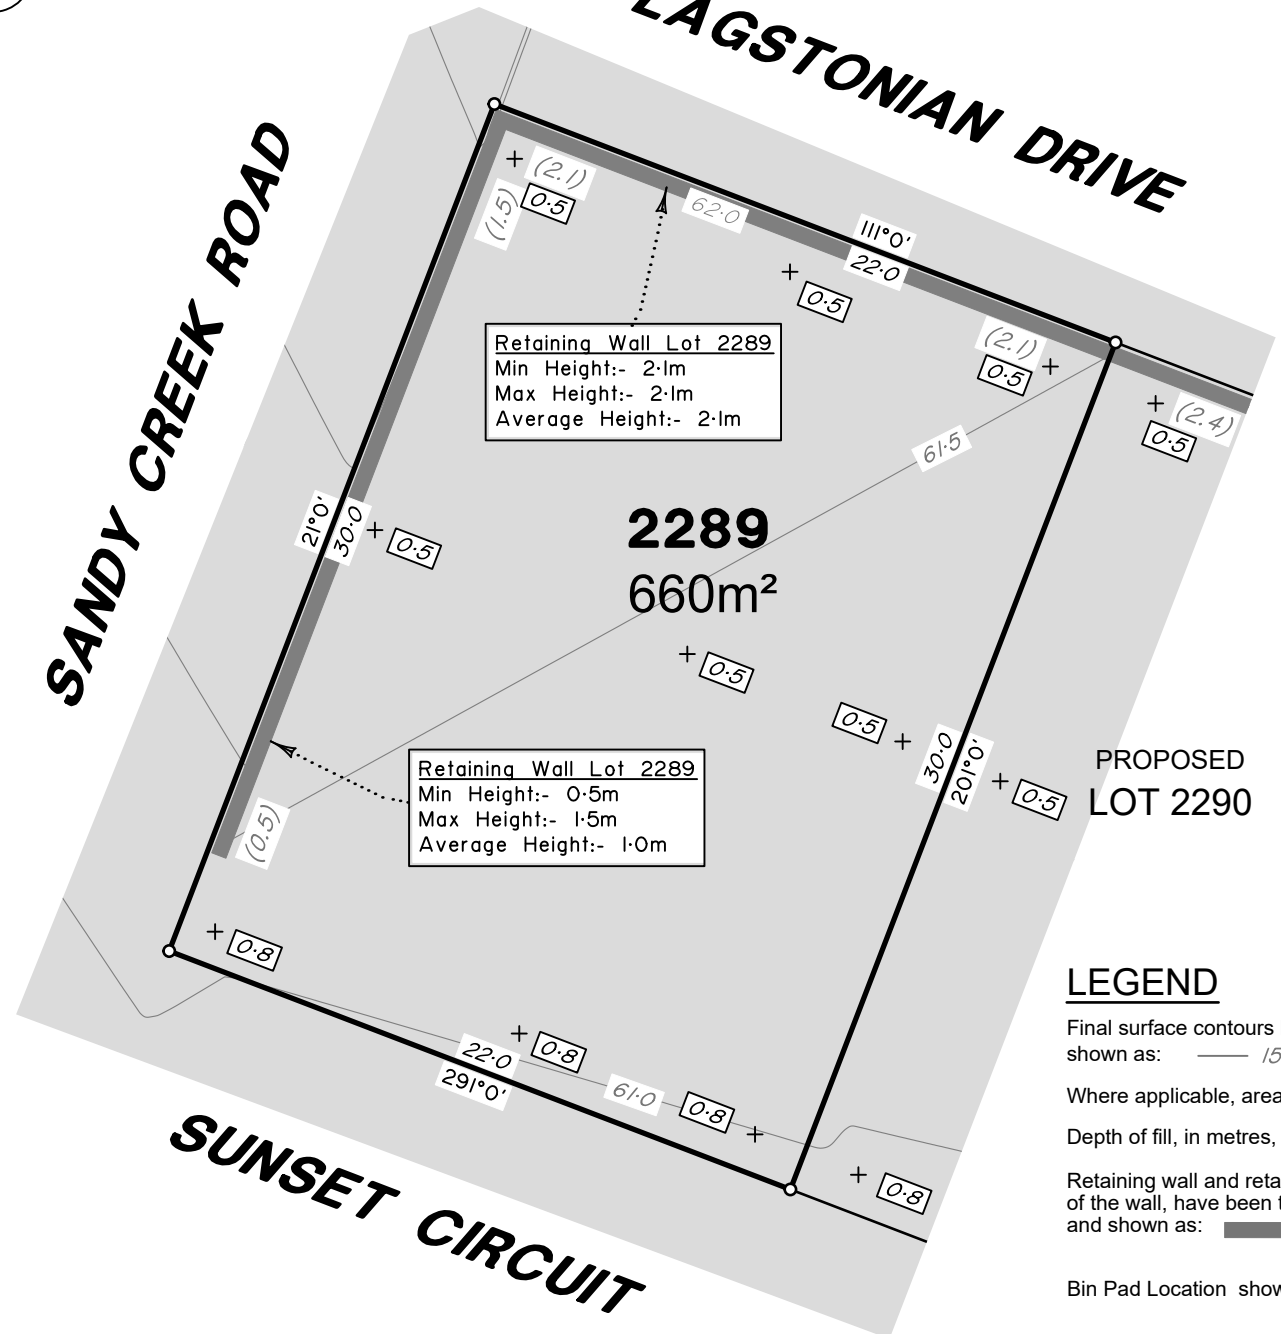 LAGSTONIAN DRIVE
SANDY CREEK ROAD
(2.1)
0·5
(1.5)
62·0
111°0'
22·0
0·5
(2.1)
0·5
(2.4)
0·5
Retaining Wall Lot 2289
Min Height:- 2·1m
Max Height:- 2·1m
Average Height:- 2·1m
61·5
21°0'
30·0
0·5
2289
660m²
0·5
0·5
30·0
201°0'
0·5
PROPOSED
LOT 2290
Retaining Wall Lot 2289
Min Height:- 0·5m
Max Height:- 1·5m
Average Height:- 1·0m
(0.5)
0·8
22·0
291°0'
0·8
61·0
0·8
0·8
SUNSET CIRCUIT
LEGEND
Final surface contours
shown as: 15
Where applicable, area
Depth of fill, in metres,
Retaining wall and reta
of the wall, have been t
and shown as:
Bin Pad Location show